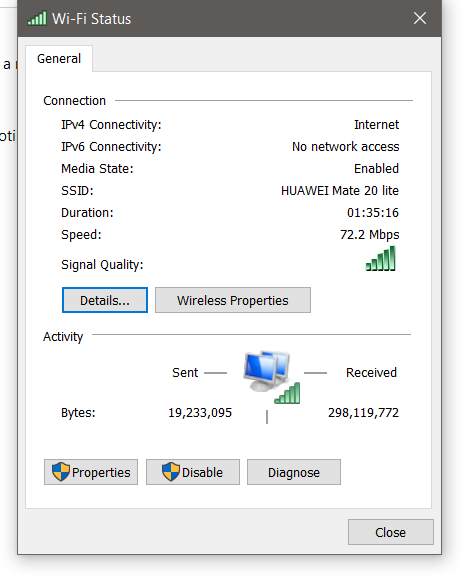 Wi-Fi Status
General
a
oti
Connection
IPv4 Connectivity: Internet
IPv6 Connectivity: No network access
Media State: Enabled
SSID: HUAWEI Mate 20 lite
Duration: 01:35:16
Speed: 72.2 Mbps
Signal Quality:
Details... Wireless Properties
Activity
Sent Received
Bytes: 19,233,095 298,119,772
Properties Disable Diagnose
Close